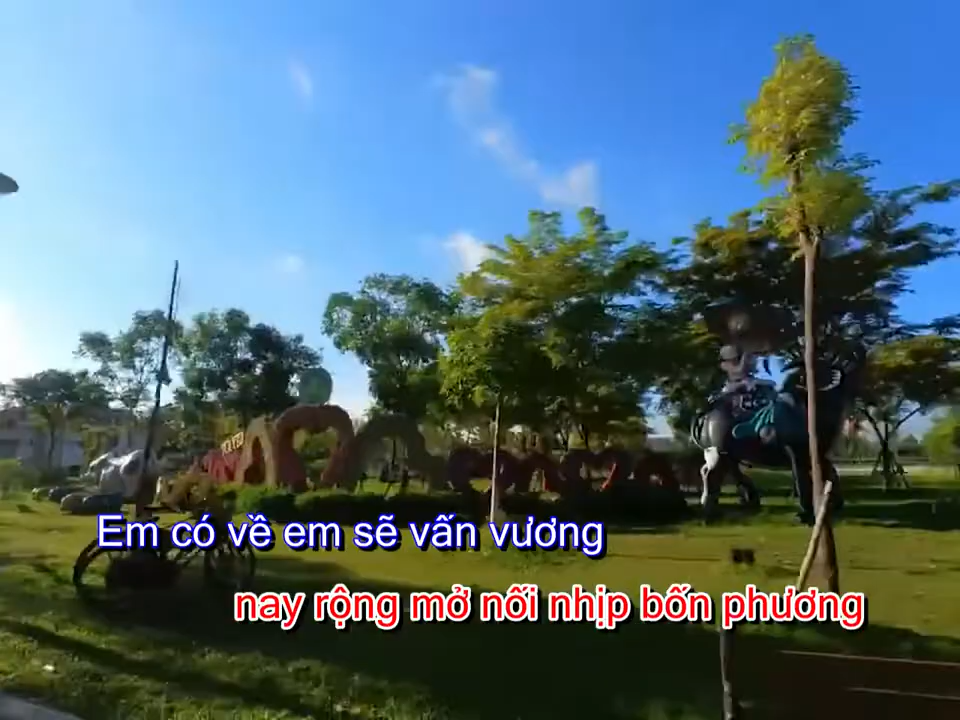 Em có về em sẽ vấn vương
nay rộng mở nối nhịp bốn phương